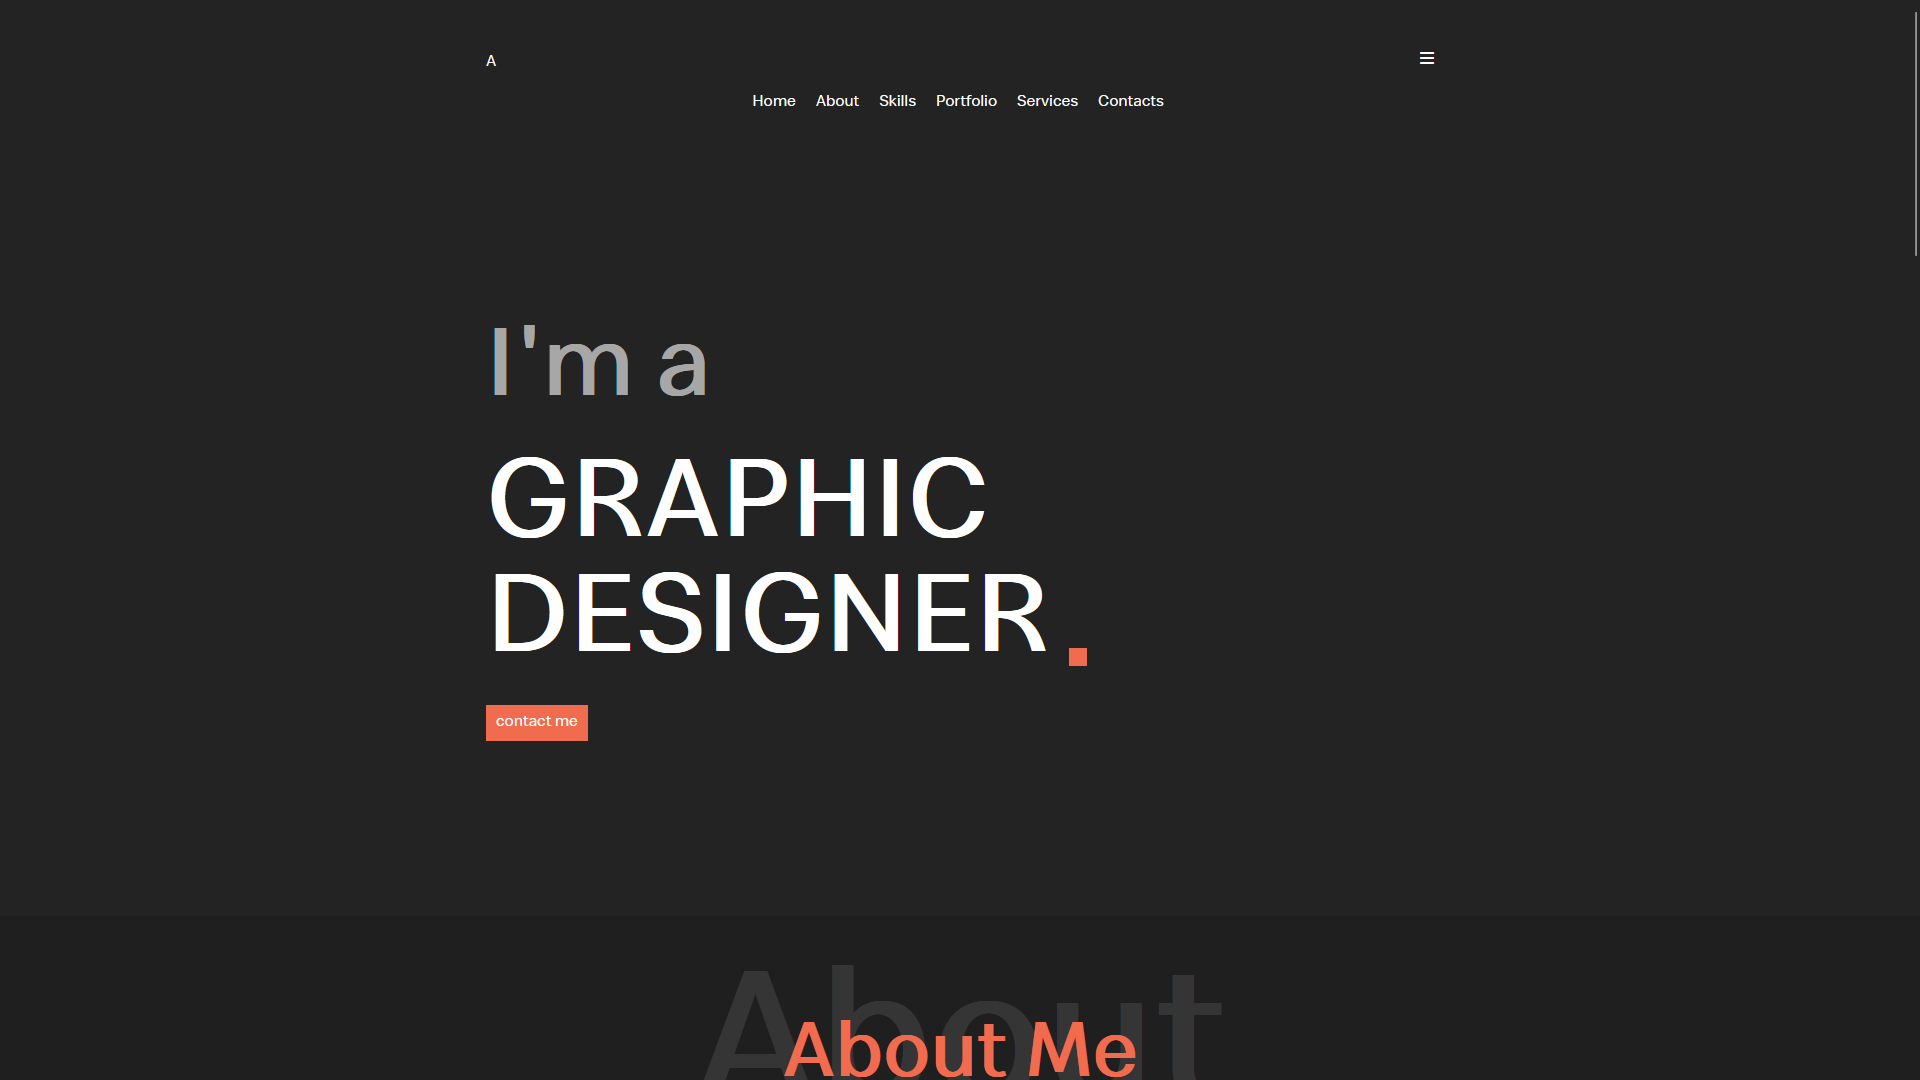 A
Home About Skills Portfolio Services Contacts
I'm a
GRAPHIC
DESIGNER.
contact me
About
About Me